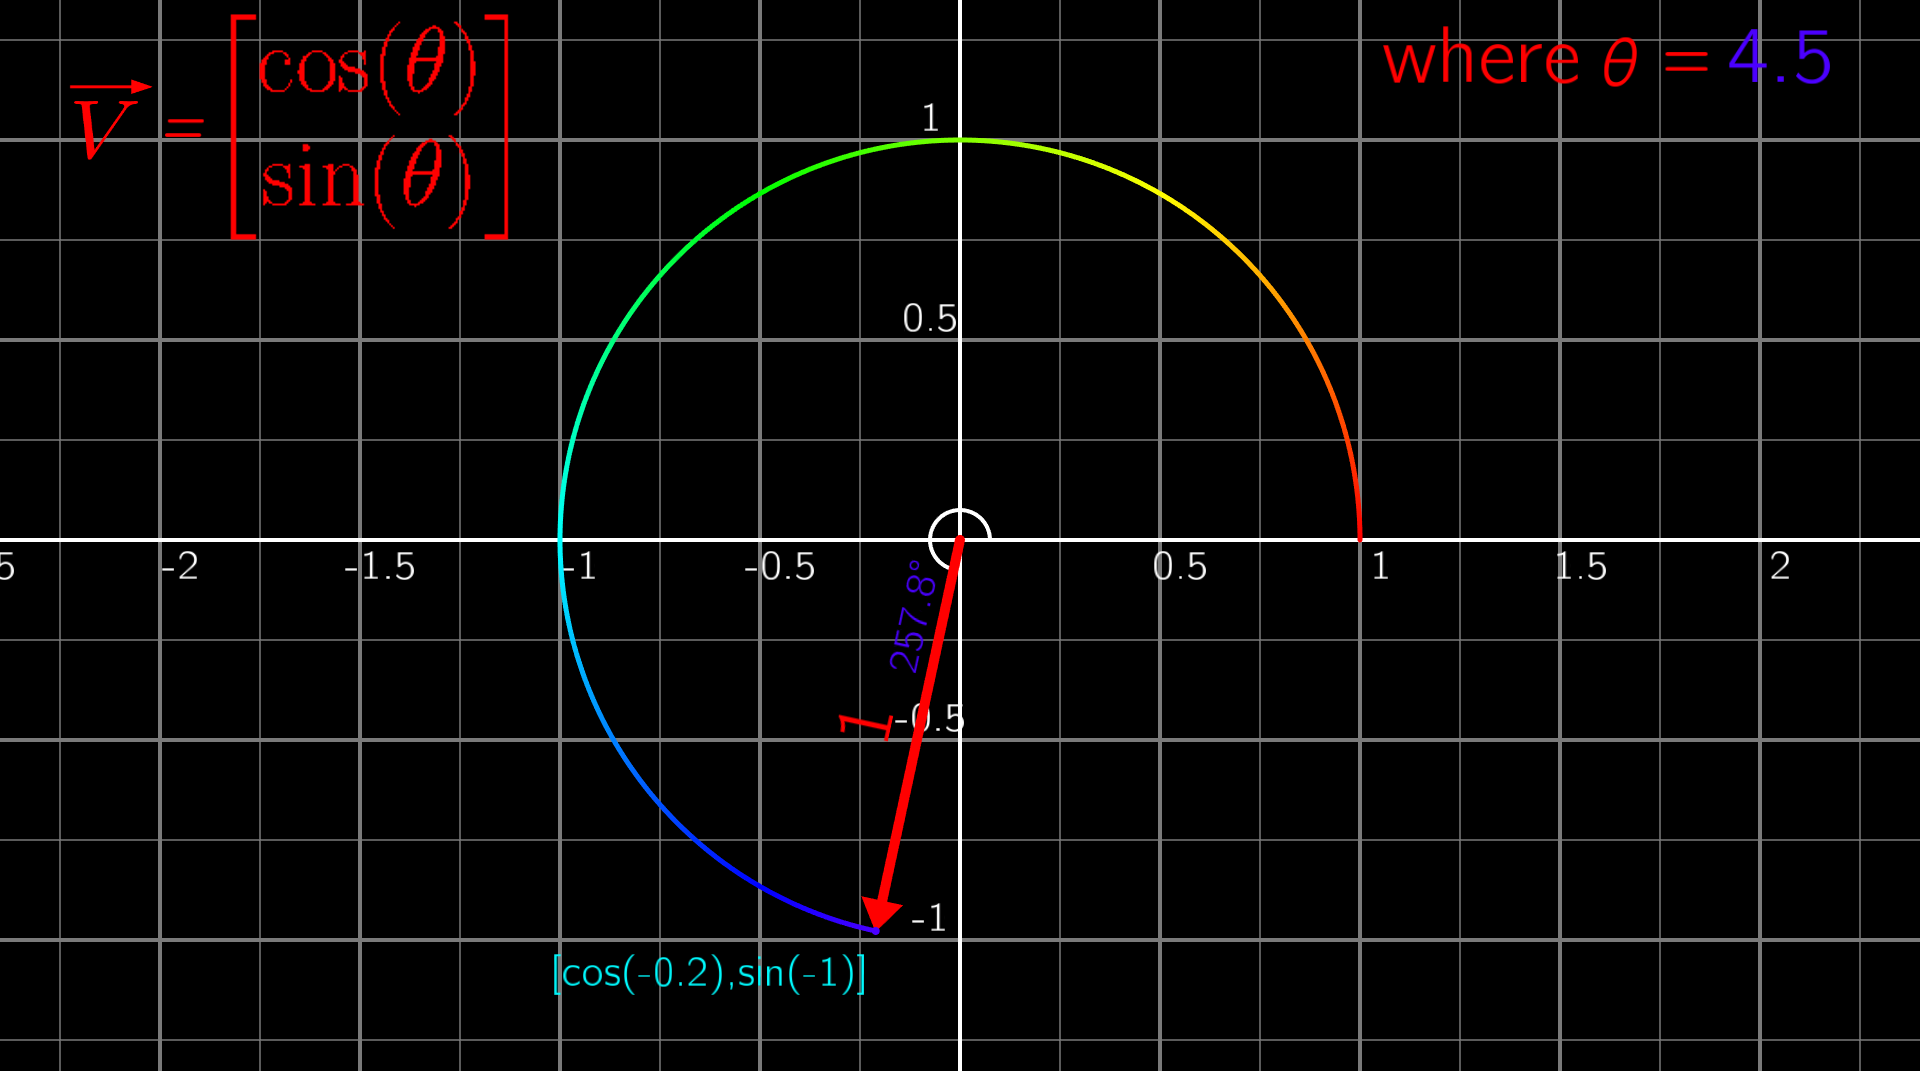 V = [cos(θ)
sin(θ)]
where θ = 4.5
1
0.5
5 -2 -1.5 -1 -0.5 0.5 1 1.5 2
257.8°
1
-0.5
-1
[cos(-0.2),sin(-1)]